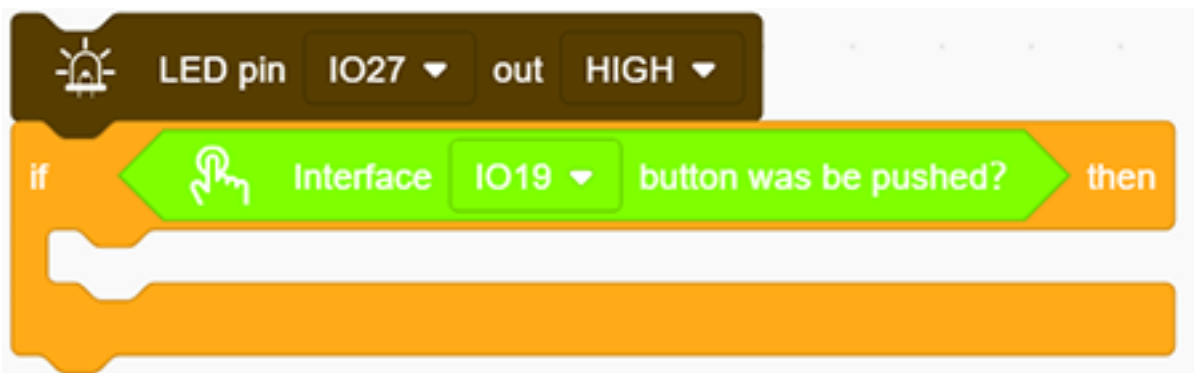 LED pin IO27 out HIGH
if Interface IO19 button was be pushed? then